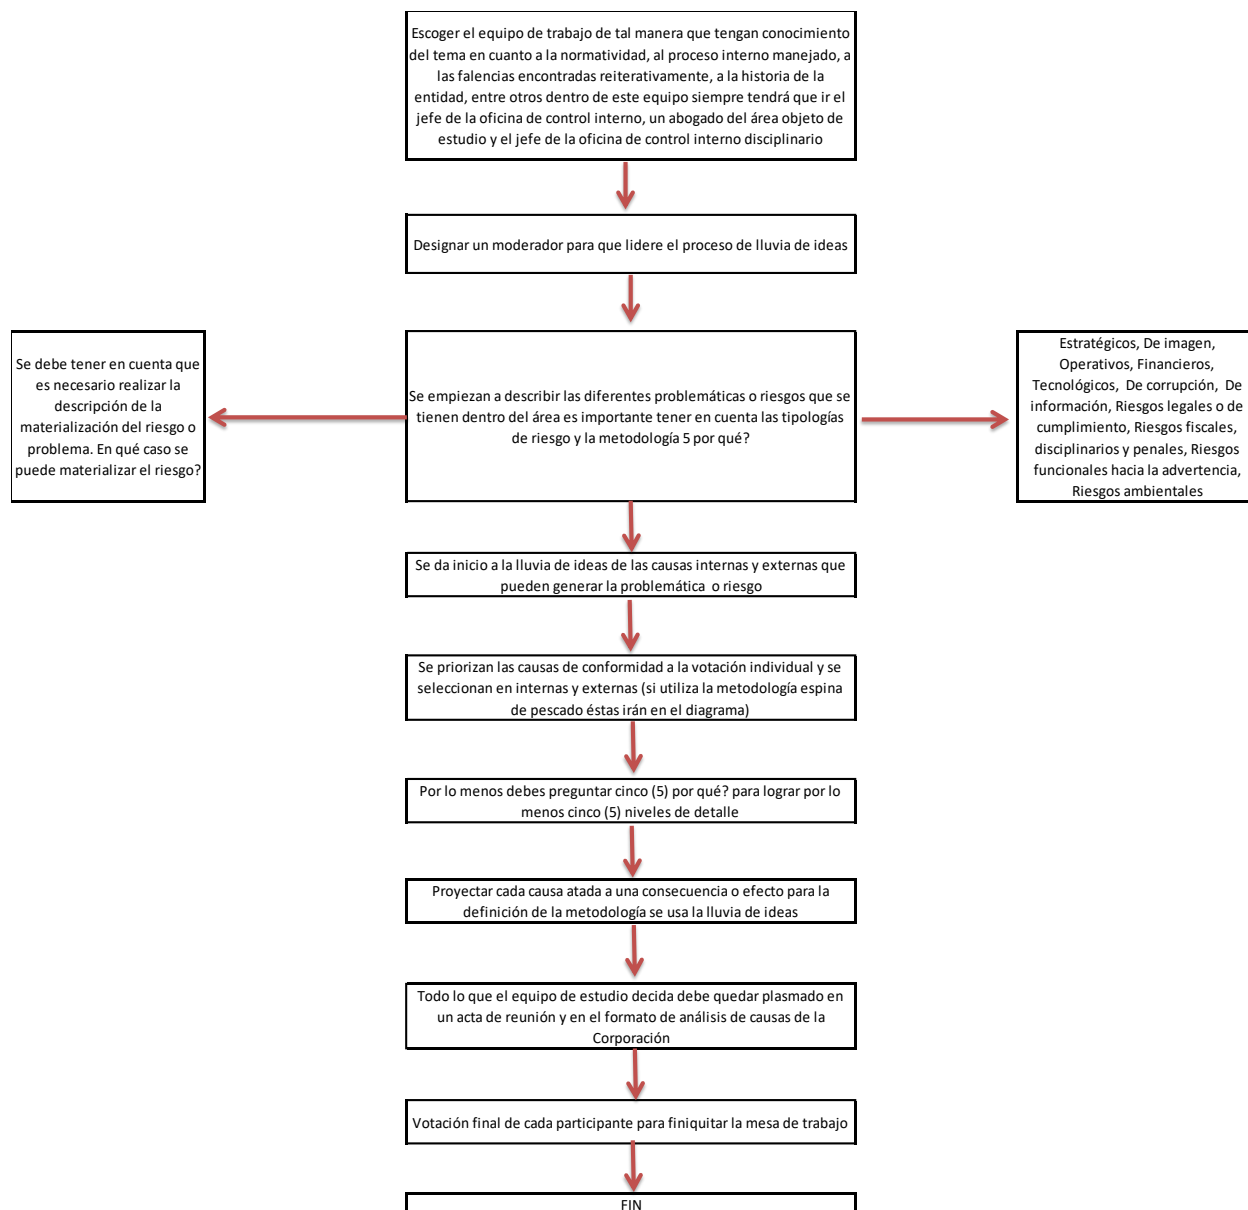 Escoger el equipo de trabajo de tal manera que tengan conocimiento
del tema en cuanto a la normatividad, al proceso interno manejado, a
las falencias encontradas reiterativamente, a la historia de la
entidad, entre otros dentro de este equipo siempre tendrá que ir el
jefe de la oficina de control interno, un abogado del área objeto de
estudio y el jefe de la oficina de control interno disciplinario
Designar un moderador para que lidere el proceso de lluvia de ideas
Se debe tener en cuenta que
es necesario realizar la
descripción de la
materialización del riesgo o
problema. En qué caso se
puede materializar el riesgo?
Se empiezan a describir las diferentes problemáticas o riesgos que se
tienen dentro del área es importante tener en cuenta las tipologías
de riesgo y la metodología 5 por qué?
Estratégicos, De imagen,
Operativos, Financieros,
Tecnológicos, De corrupción, De
información, Riesgos legales o de
cumplimiento, Riesgos fiscales,
disciplinarios y penales, Riesgos
funcionales hacia la advertencia,
Riesgos ambientales
Se da inicio a la lluvia de ideas de las causas internas y externas que
pueden generar la problemática o riesgo
Se priorizan las causas de conformidad a la votación individual y se
seleccionan en internas y externas (si utiliza la metodología espina
de pescado éstas irán en el diagrama)
Por lo menos debes preguntar cinco (5) por qué? para lograr por lo
menos cinco (5) niveles de detalle
Proyectar cada causa atada a una consecuencia o efecto para la
definición de la metodología se usa la lluvia de ideas
Todo lo que el equipo de estudio decida debe quedar plasmado en
un acta de reunión y en el formato de análisis de causas de la
Corporación
Votación final de cada participante para finiquitar la mesa de trabajo
FIN